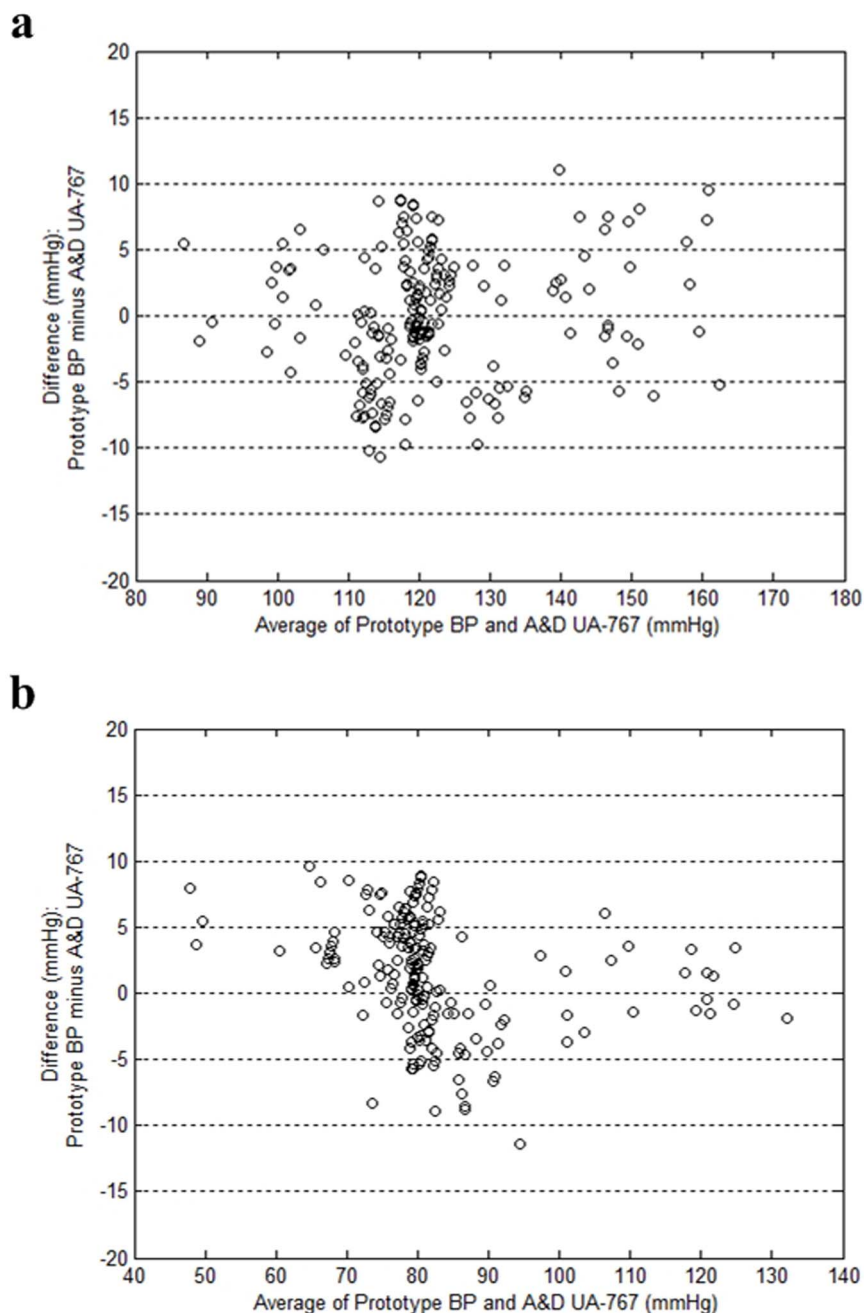 a
20
15
10
5
0
-5
-10
-15
-20
Difference (mmHg):
Prototype BP minus A&D UA-767
80 90 100 110 120 130 140 150 160 170 180
Average of Prototype BP and A&D UA-767 (mmHg)
b
20
15
10
5
0
-5
-10
-15
-20
Difference (mmHg):
Prototype BP minus A&D UA-767
40 50 60 70 80 90 100 110 120 130 140
Average of Prototype BP and A&D UA-767 (mmHg)